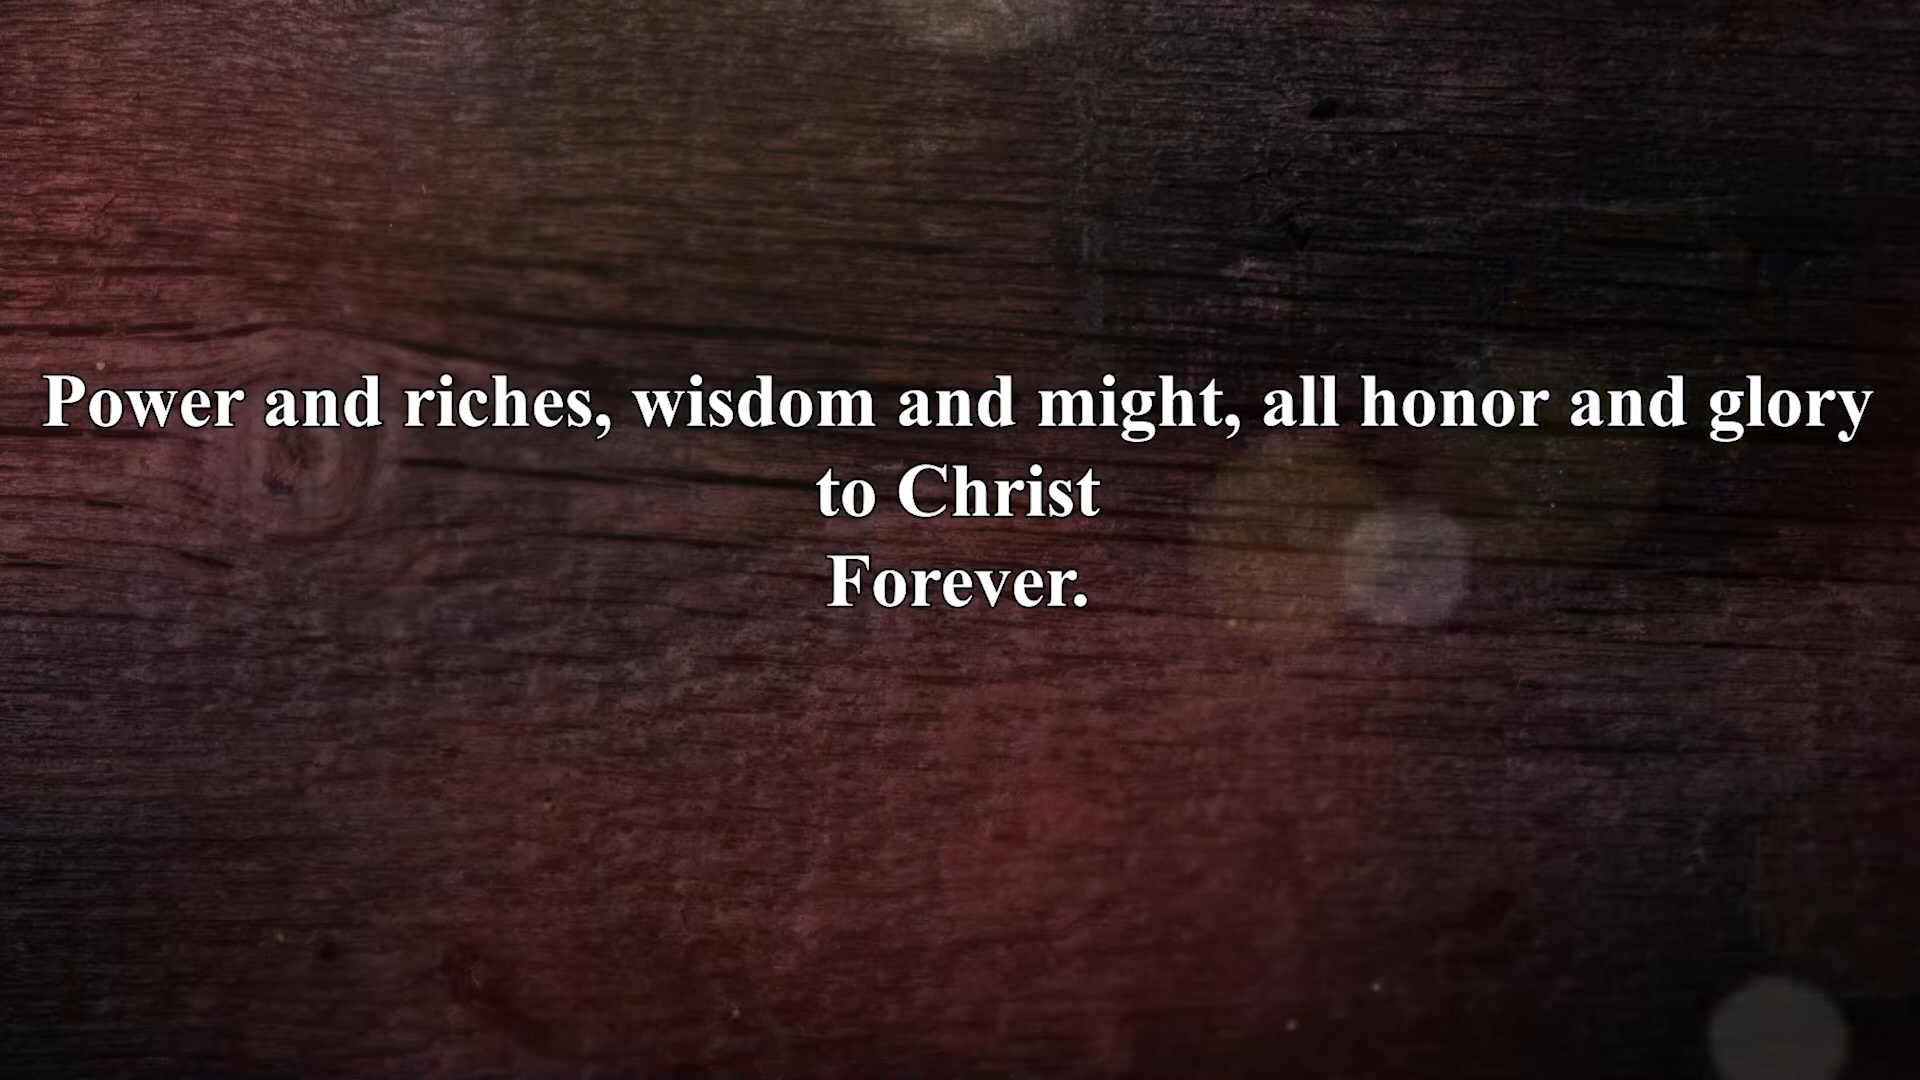 Power and riches, wisdom and might, all honor and glory
to Christ
Forever.